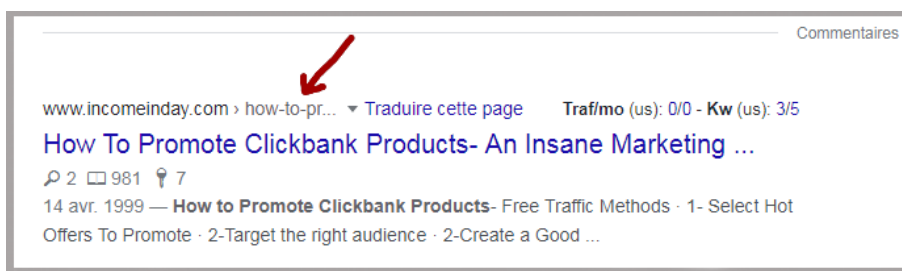 Commentaires
www.incomeinday.com › how-to-pr... Traduire cette page Traf/mo (us): 0/0 - Kw (us): 3/5
How To Promote Clickbank Products- An Insane Marketing ...
2 981 7
14 avr. 1999 — How to Promote Clickbank Products- Free Traffic Methods · 1- Select Hot
Offers To Promote · 2-Target the right audience · 2-Create a Good ...